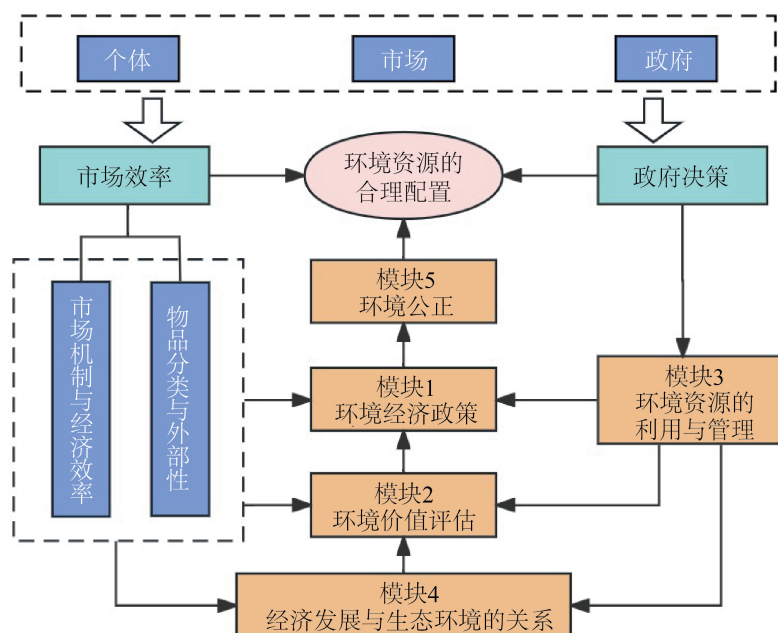 个体
市场
政府
市场效率
环境资源的
合理配置
政府决策
模块5
环境公正
市场机制与经济效率
物品分类与外部性
模块1
环境经济政策
模块3
环境资源的
利用与管理
模块2
环境价值评估
模块4
经济发展与生态环境的关系